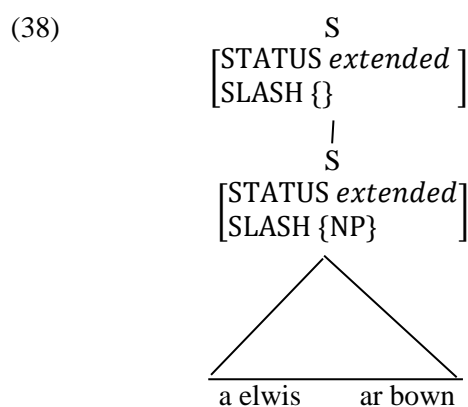 (38) S
[STATUS extended
SLASH {}]
S
[STATUS extended
SLASH {NP}]
a elwis ar bown